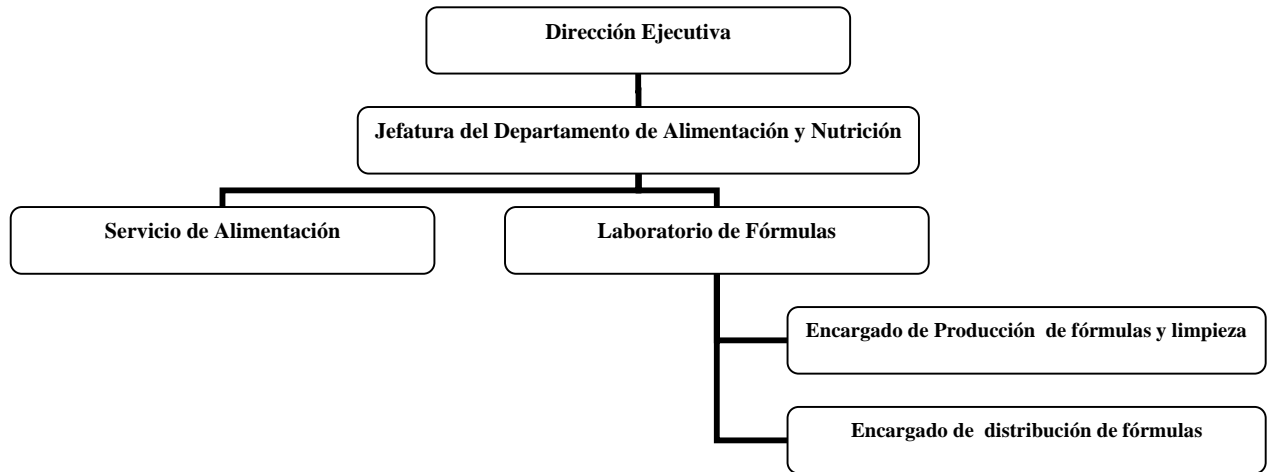 Dirección Ejecutiva
Jefatura del Departamento de Alimentación y Nutrición
Servicio de Alimentación
Laboratorio de Fórmulas
Encargado de Producción  de fórmulas y limpieza
Encargado de  distribución de fórmulas